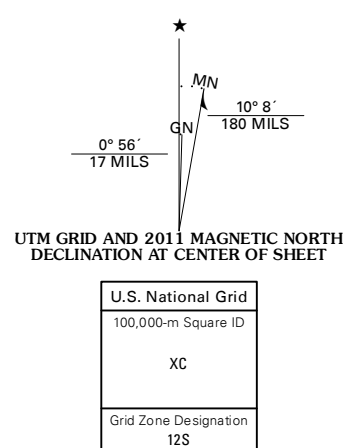 ★
MN
GN
10° 8´
180 MILS
0° 56´
17 MILS
UTM GRID AND 2011 MAGNETIC NORTH
DECLINATION AT CENTER OF SHEET
U.S. National Grid
100,000-m Square ID
XC
Grid Zone Designation
12S